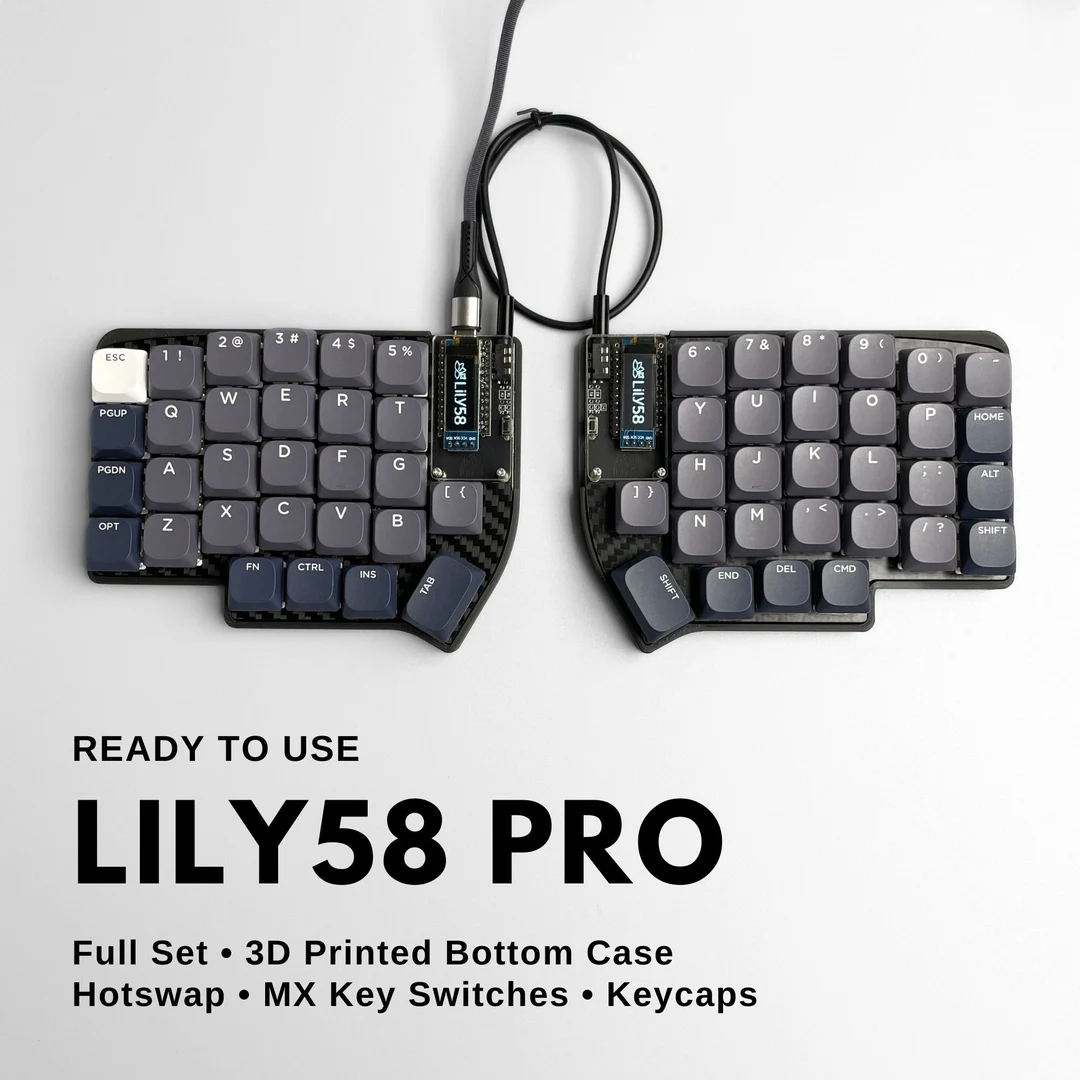 ESC 1 ! 2 @ 3 # 4 $ 5 %
PGUP Q W E R T
PGDN A S D F G
OPT Z X C V B [ {
FN CTRL INS TAB
Lily58
6 ^ 7 & 8 * 9 ( 0 ) ` ~
Y U I O P HOME
H J K L ; : ALT
] } N M , < . > / ? SHIFT
SHIFT END DEL CMD
Lily58
READY TO USE
LILY58 PRO
Full Set • 3D Printed Bottom Case
Hotswap • MX Key Switches • Keycaps